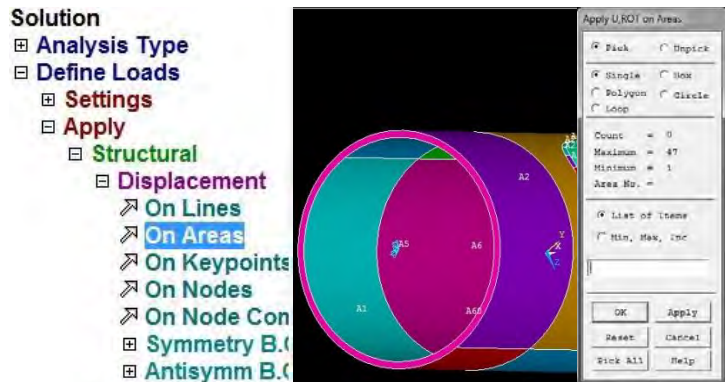 Solution
Analysis Type
Define Loads
Settings
Apply
Structural
Displacement
On Lines
On Areas
On Keypoints
On Nodes
On Node Con
Symmetry B.C
Antisymm B.C
A2
A5
A6
A1
A60
Y
X
Z
Apply U,ROT on Areas
Pick Unpick
Single Box
Polygon Circle
Loop
Count = 0
Maximum = 47
Minimum = 1
Area No. =
List of Items
Min, Max, Inc
OK Apply
Reset Cancel
Pick All Help